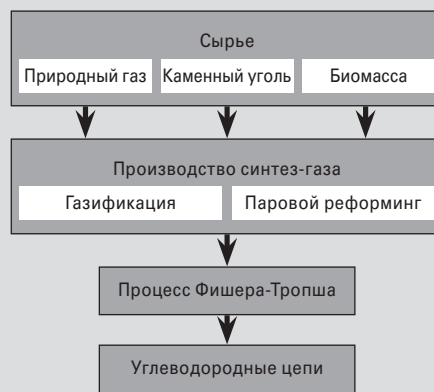 Сырье
Природный газ Каменный уголь Биомасса
Производство синтез-газа
Газификация Паровой реформинг
Процесс Фишера-Тропша
Углеводородные цепи